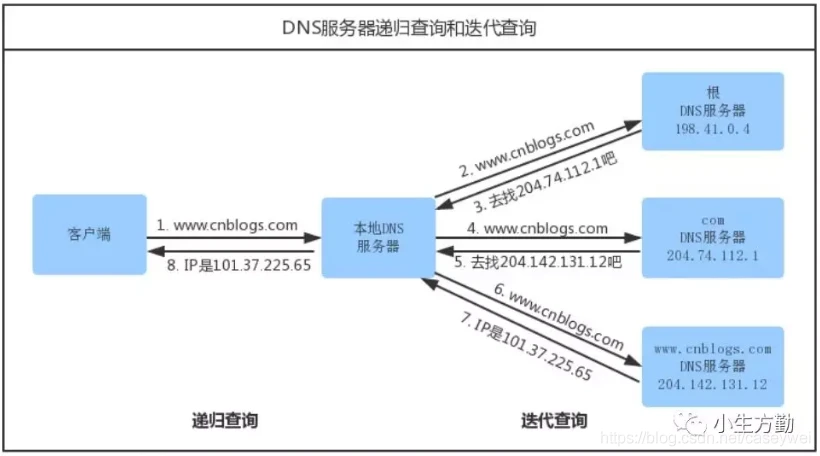 DNS服务器递归查询和迭代查询
根
DNS服务器
198.41.0.4
2. www.cnblogs.com
3. 去找204.74.112.1吧
客户端
1. www.cnblogs.com
8. IP是101.37.225.65
本地DNS
服务器
4. www.cnblogs.com
5. 去找204.142.131.12吧
com
DNS服务器
204.74.112.1
6. www.cnblogs.com
7. IP是101.37.225.65
www.cnblogs.com
DNS服务器
204.142.131.12
递归查询
迭代查询
小生方勤
https://blog.csdn.net/caseywei